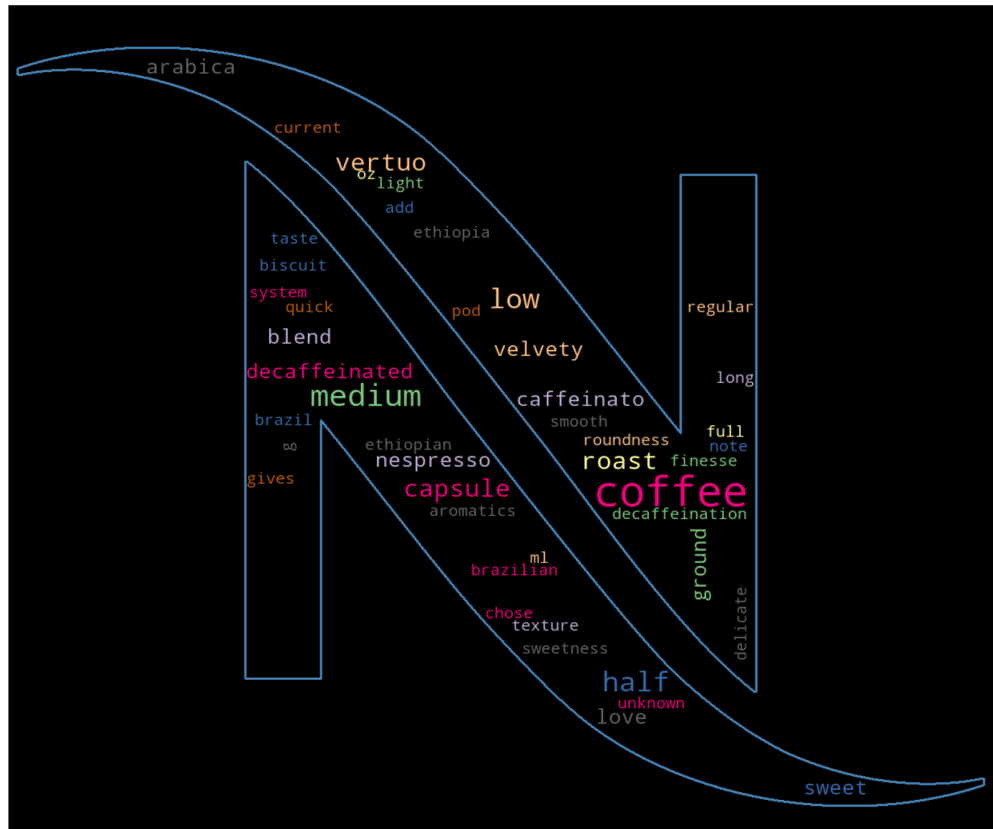 arabica
current
vertuo
oz
light
add
ethiopia
taste
biscuit
system
quick
low
pod
regular
blend
velvety
decaffeinated
long
medium
caffeinato
brazil
smooth
full
roundness
note
g
ethiopian
nespresso
roast
finesse
gives
capsule
coffee
aromatics
decaffeination
ground
ml
brazilian
chose
texture
delicate
sweetness
half
unknown
love
sweet